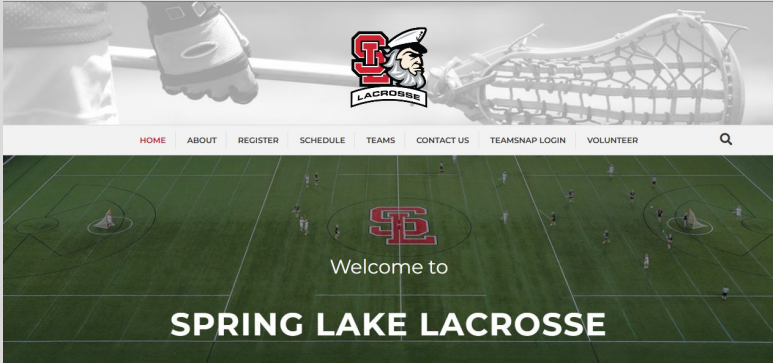 SL
LACROSSE
HOME ABOUT REGISTER SCHEDULE TEAMS CONTACT US TEAMSNAP LOGIN VOLUNTEER
SL
Welcome to
SPRING LAKE LACROSSE